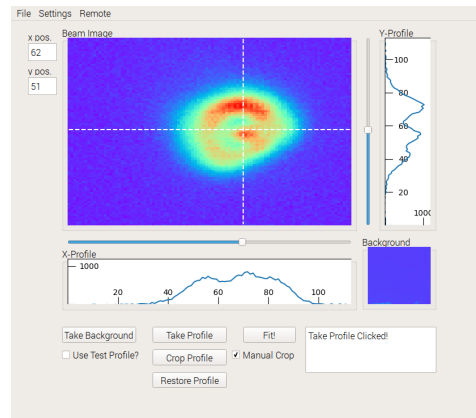 File Settings Remote
x pos.
62
y pos.
51
Beam Image
Y-Profile
100
80
60
40
20
1000
X-Profile
1000
20 40 60 80 100
Background
Take Background Take Profile Fit!
Take Profile Clicked!
Use Test Profile? Crop Profile Manual Crop
Restore Profile